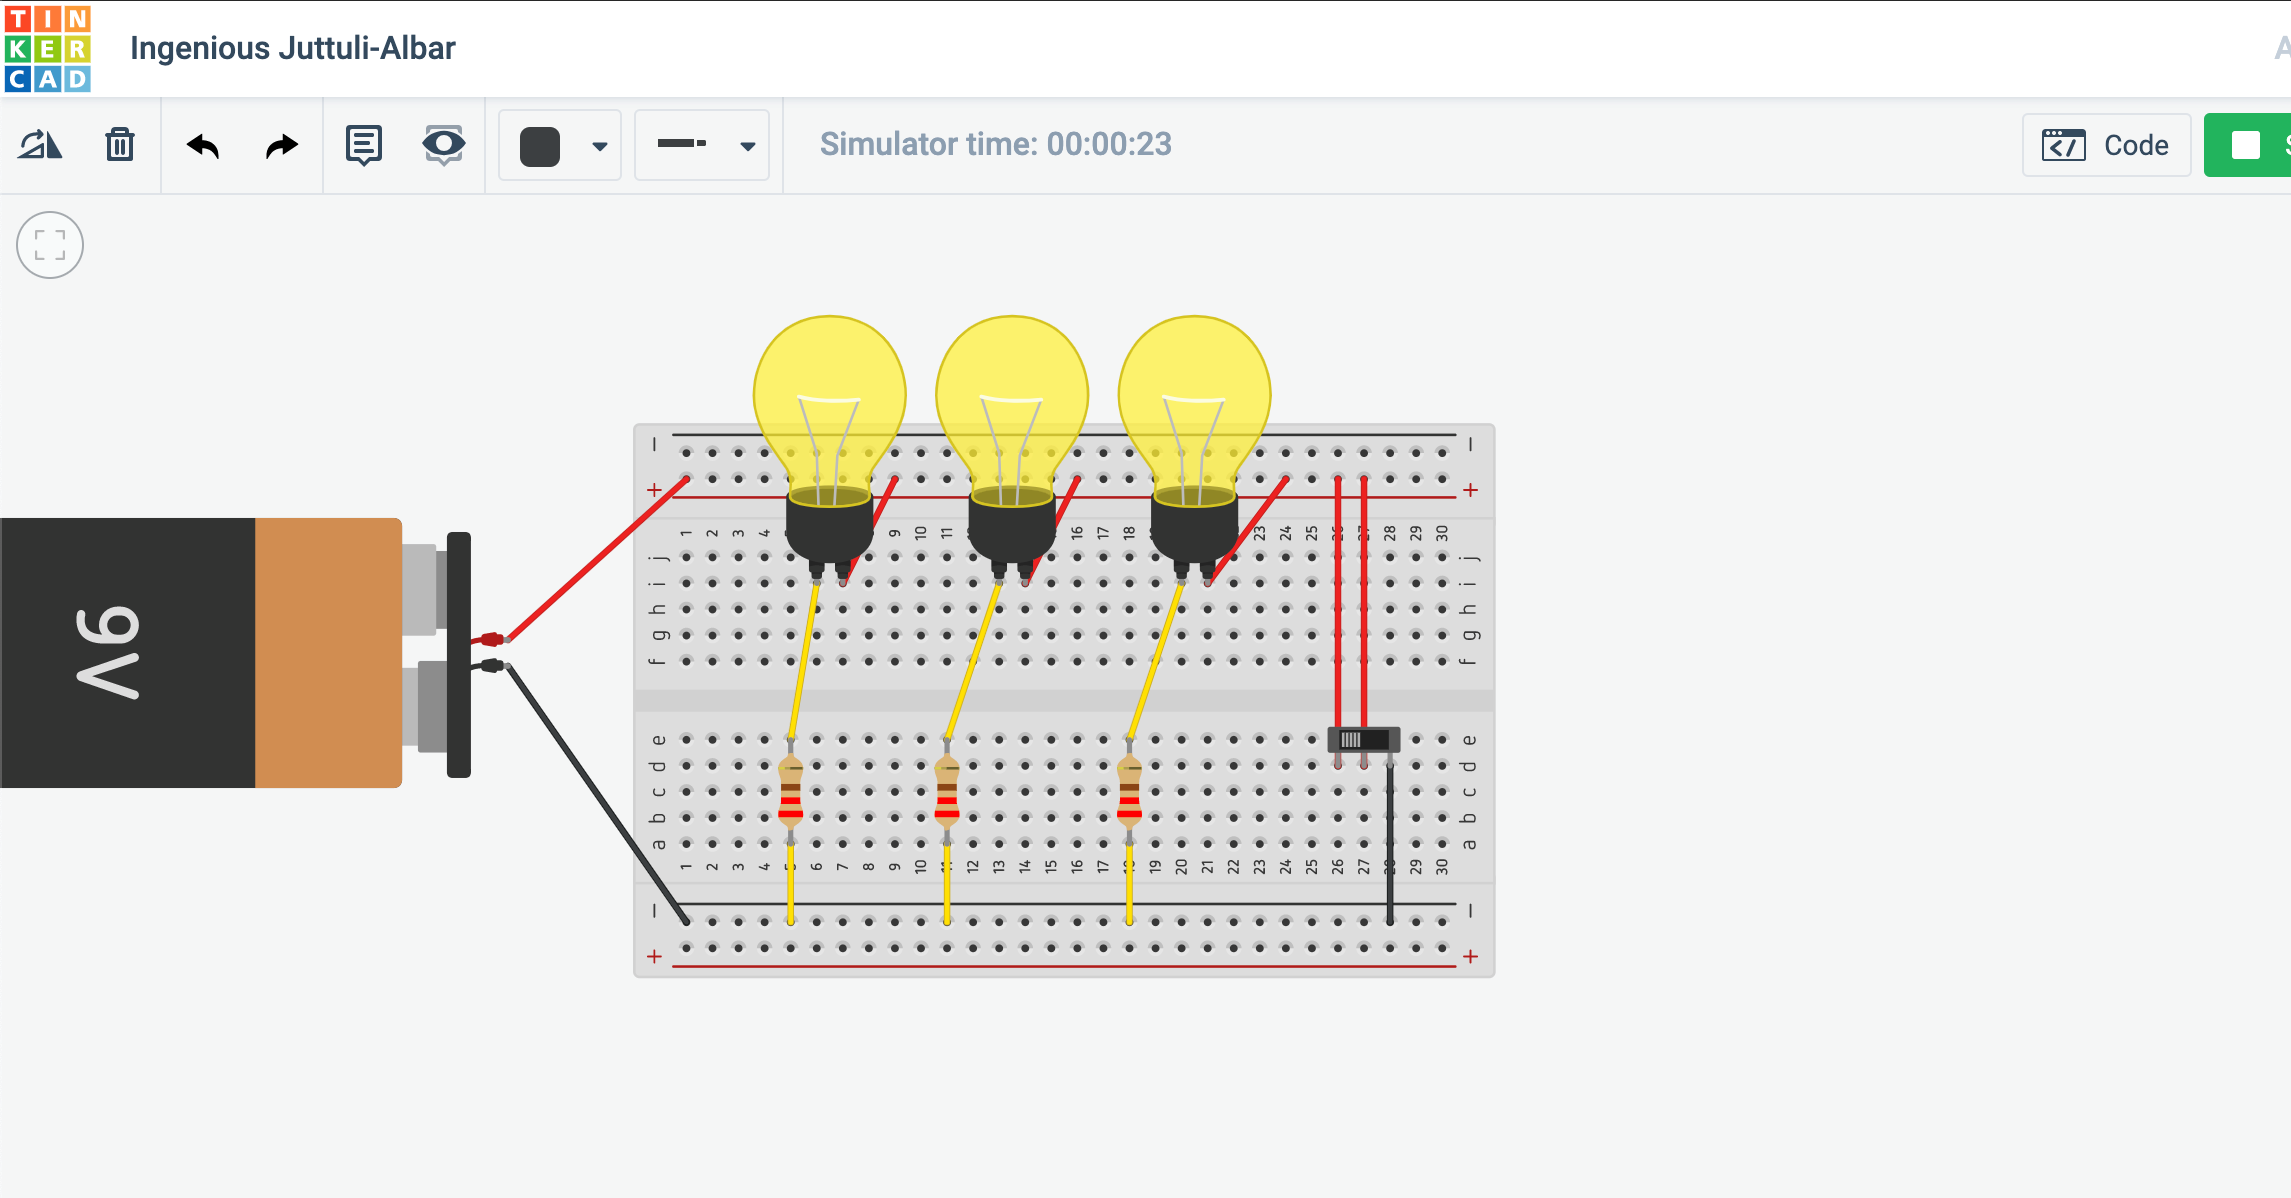 TIN
KER
CAD
Ingenious Juttuli-Albar
A
Simulator time: 00:00:23
Code
9V
− −
+ +
1 2 3 4 9 10 11 16 17 18 23 24 25 28 29 30
j j
i i
h h
g g
f f
e e
d d
c c
b b
a a
1 2 3 4 6 7 8 9 10 12 13 14 15 16 17 19 20 21 22 23 24 25 26 27 29 30
− −
+ +